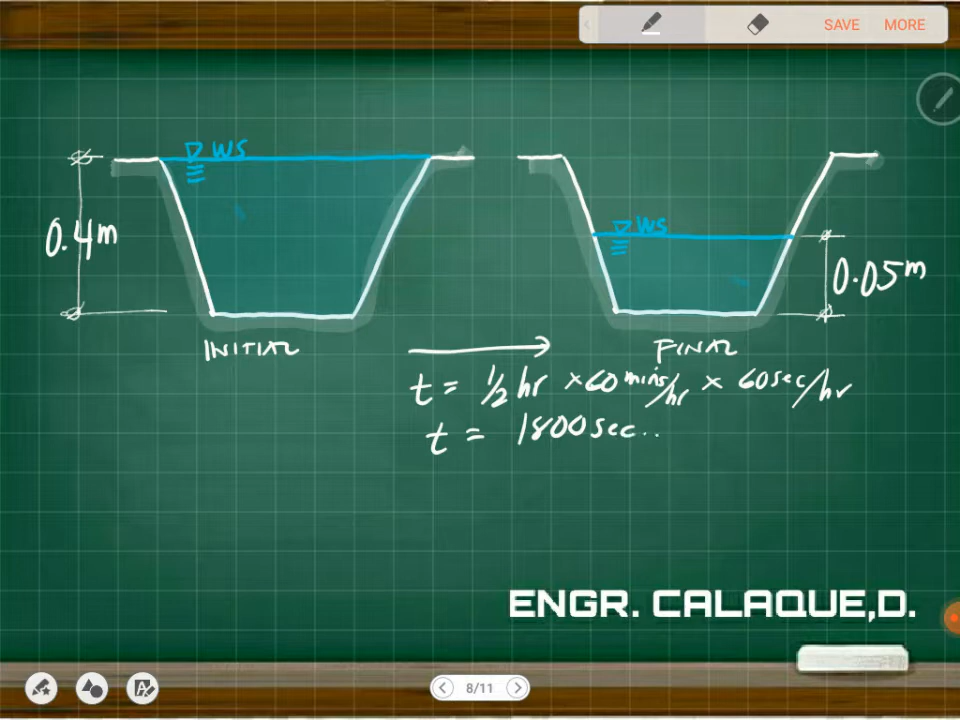 SAVE MORE
WS
0.4m
WS
0.05m
INITIAL
FINAL
t = 1/2 hr × 60 mins/hr × 60sec/hr
t = 1800sec..
ENGR. CALAQUE,D.
8/11